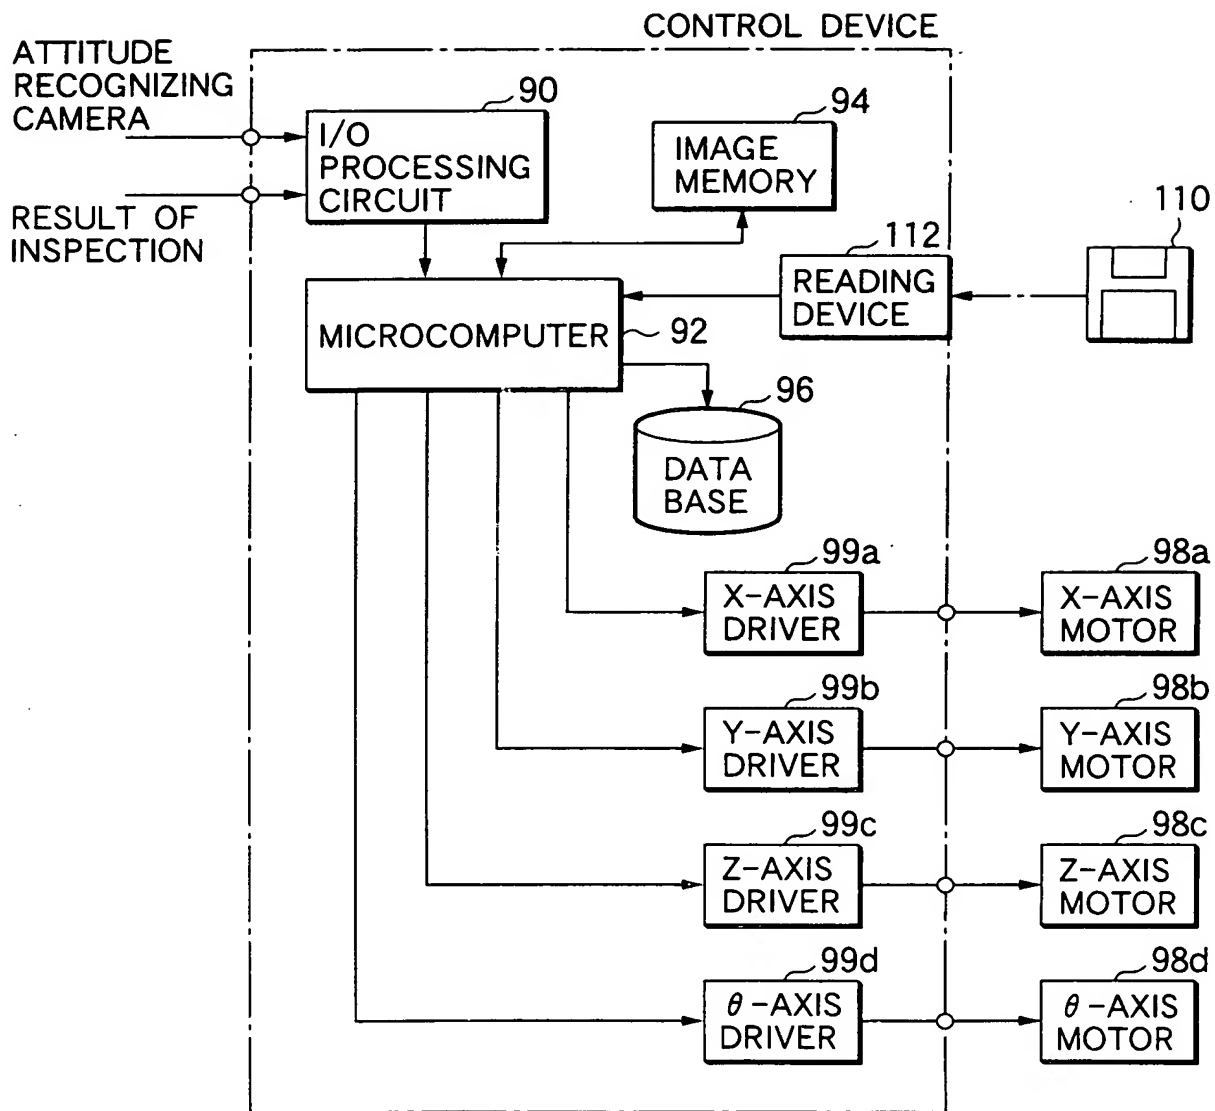 CONTROL DEVICE
ATTITUDE
RECOGNIZING
CAMERA
90
I/O
PROCESSING
CIRCUIT
94
IMAGE
MEMORY
RESULT OF
INSPECTION
112
READING
DEVICE
110
MICROCOMPUTER
92
96
DATA
BASE
99a
X-AXIS
DRIVER
98a
X-AXIS
MOTOR
99b
Y-AXIS
DRIVER
98b
Y-AXIS
MOTOR
99c
Z-AXIS
DRIVER
98c
Z-AXIS
MOTOR
99d
θ-AXIS
DRIVER
98d
θ-AXIS
MOTOR